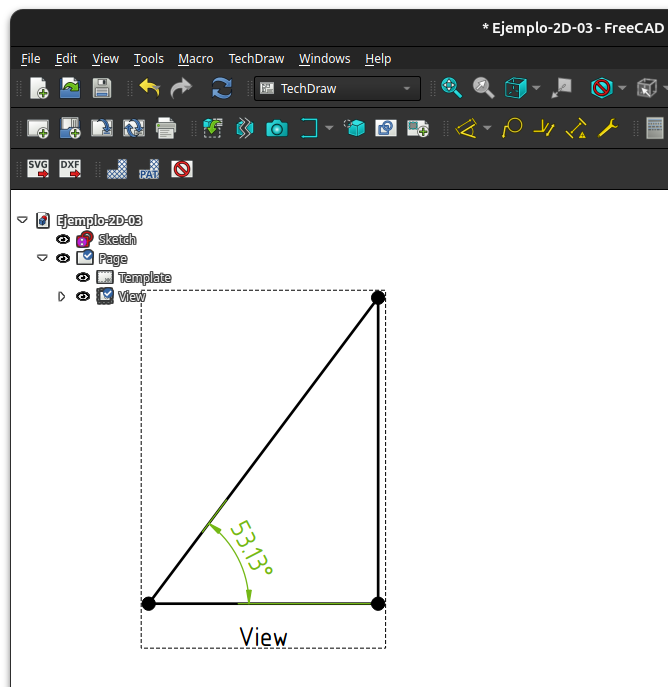 * Ejemplo-2D-03 - FreeCAD
File Edit View Tools Macro TechDraw Windows Help
TechDraw
SVG DXF PAT
Ejemplo-2D-03
Sketch
Page
Template
View
53.13°
View